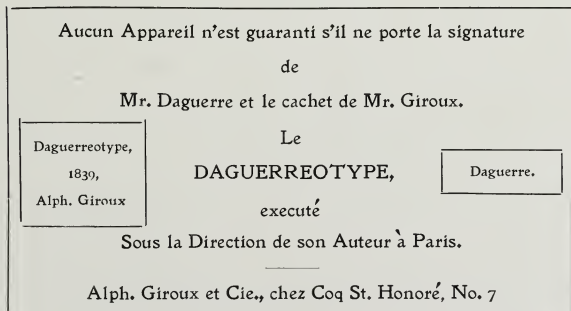 Aucun Appareil n'est guaranti s'il ne porte la signature
de
Mr. Daguerre et le cachet de Mr. Giroux.
Daguerreotype,
1839,
Alph. Giroux
Le
DAGUERREOTYPE,
executé
Daguerre.
Sous la Direction de son Auteur à Paris.
Alph. Giroux et Cie., chez Coq St. Honoré, No. 7